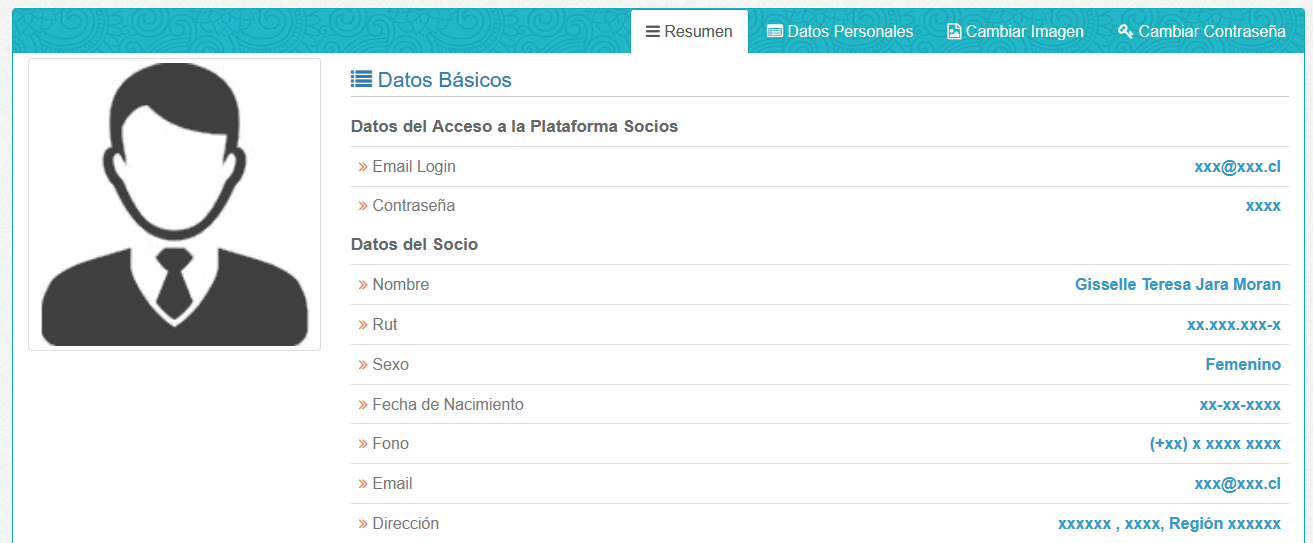 Resumen Datos Personales Cambiar Imagen Cambiar Contraseña
Datos Básicos
Datos del Acceso a la Plataforma Socios
» Email Login xxx@xxx.cl
» Contraseña xxxx
Datos del Socio
» Nombre Gisselle Teresa Jara Moran
» Rut xx.xxx.xxx-x
» Sexo Femenino
» Fecha de Nacimiento xx-xx-xxxx
» Fono (+xx) x xxxx xxxx
» Email xxx@xxx.cl
» Dirección xxxxxx , xxxx, Región xxxxxx